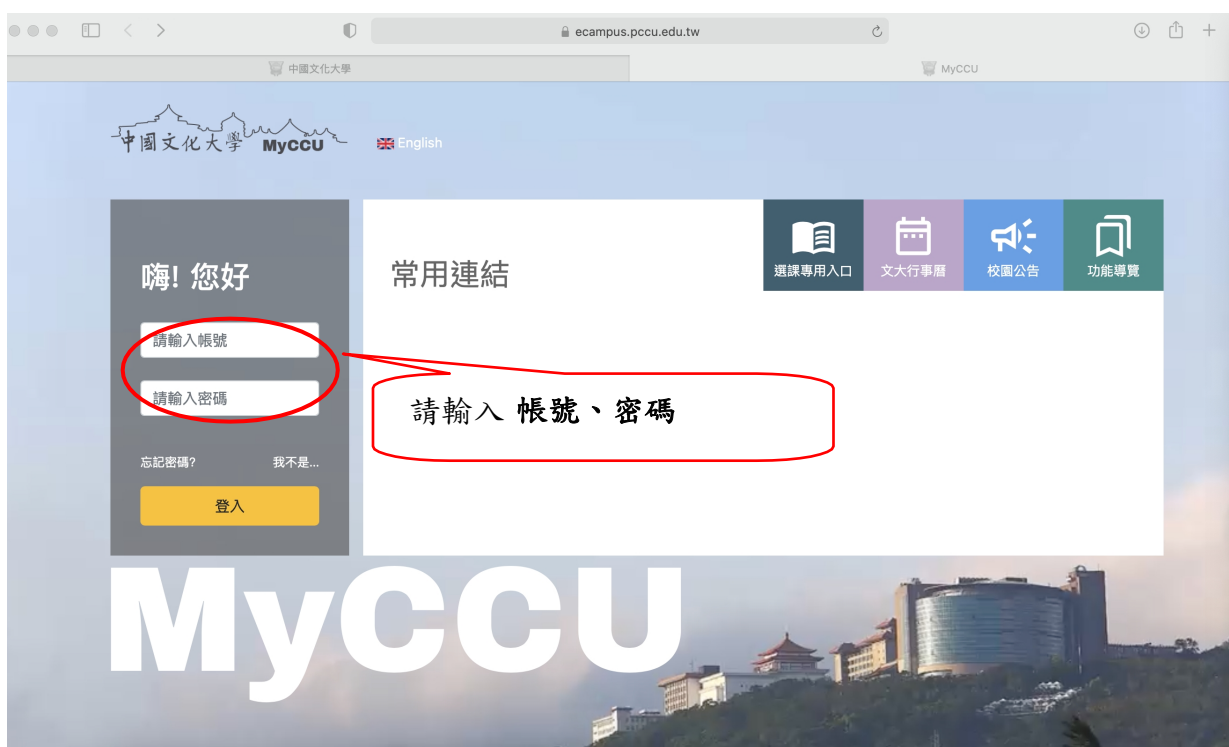 ecampus.pccu.edu.tw
中國文化大學
MyCCU
中國文化大學 MyCCU
English
嗨! 您好
請輸入帳號
請輸入密碼
忘記密碼?
我不是...
登入
常用連結
選課專用入口
文大行事曆
校園公告
功能導覽
請輸入 帳號、密碼
MyCCU